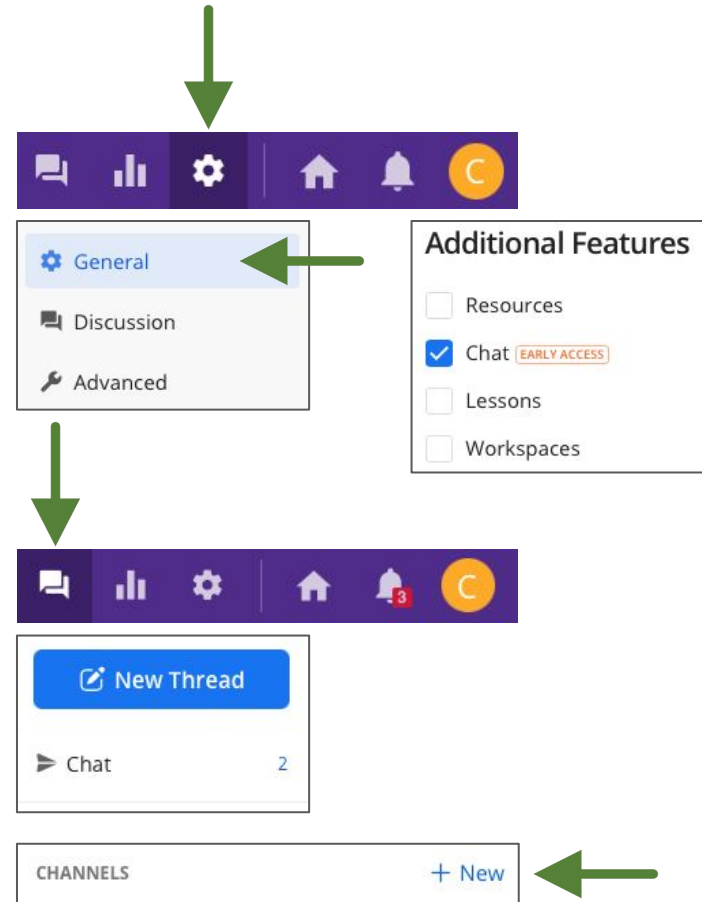 C
General
Discussion
Advanced
Additional Features
Resources
Chat EARLY ACCESS
Lessons
Workspaces
3
C
New Thread
Chat 2
CHANNELS + New